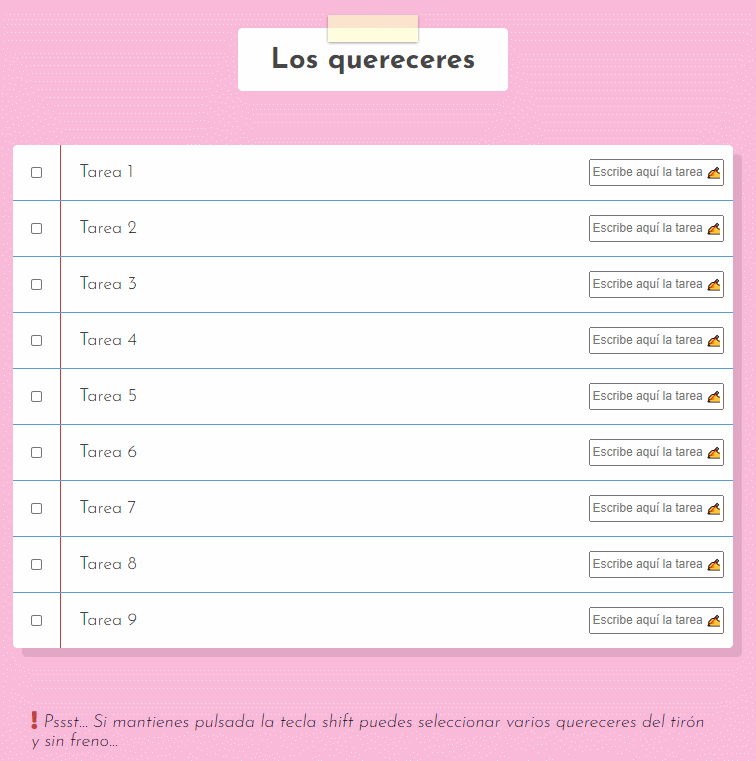 Los quereceres
Tarea 1 Escribe aquí la tarea ✍
Tarea 2 Escribe aquí la tarea ✍
Tarea 3 Escribe aquí la tarea ✍
Tarea 4 Escribe aquí la tarea ✍
Tarea 5 Escribe aquí la tarea ✍
Tarea 6 Escribe aquí la tarea ✍
Tarea 7 Escribe aquí la tarea ✍
Tarea 8 Escribe aquí la tarea ✍
Tarea 9 Escribe aquí la tarea ✍
❗ Pssst... Si mantienes pulsada la tecla shift puedes seleccionar varios quereceres del tirón
y sin freno...